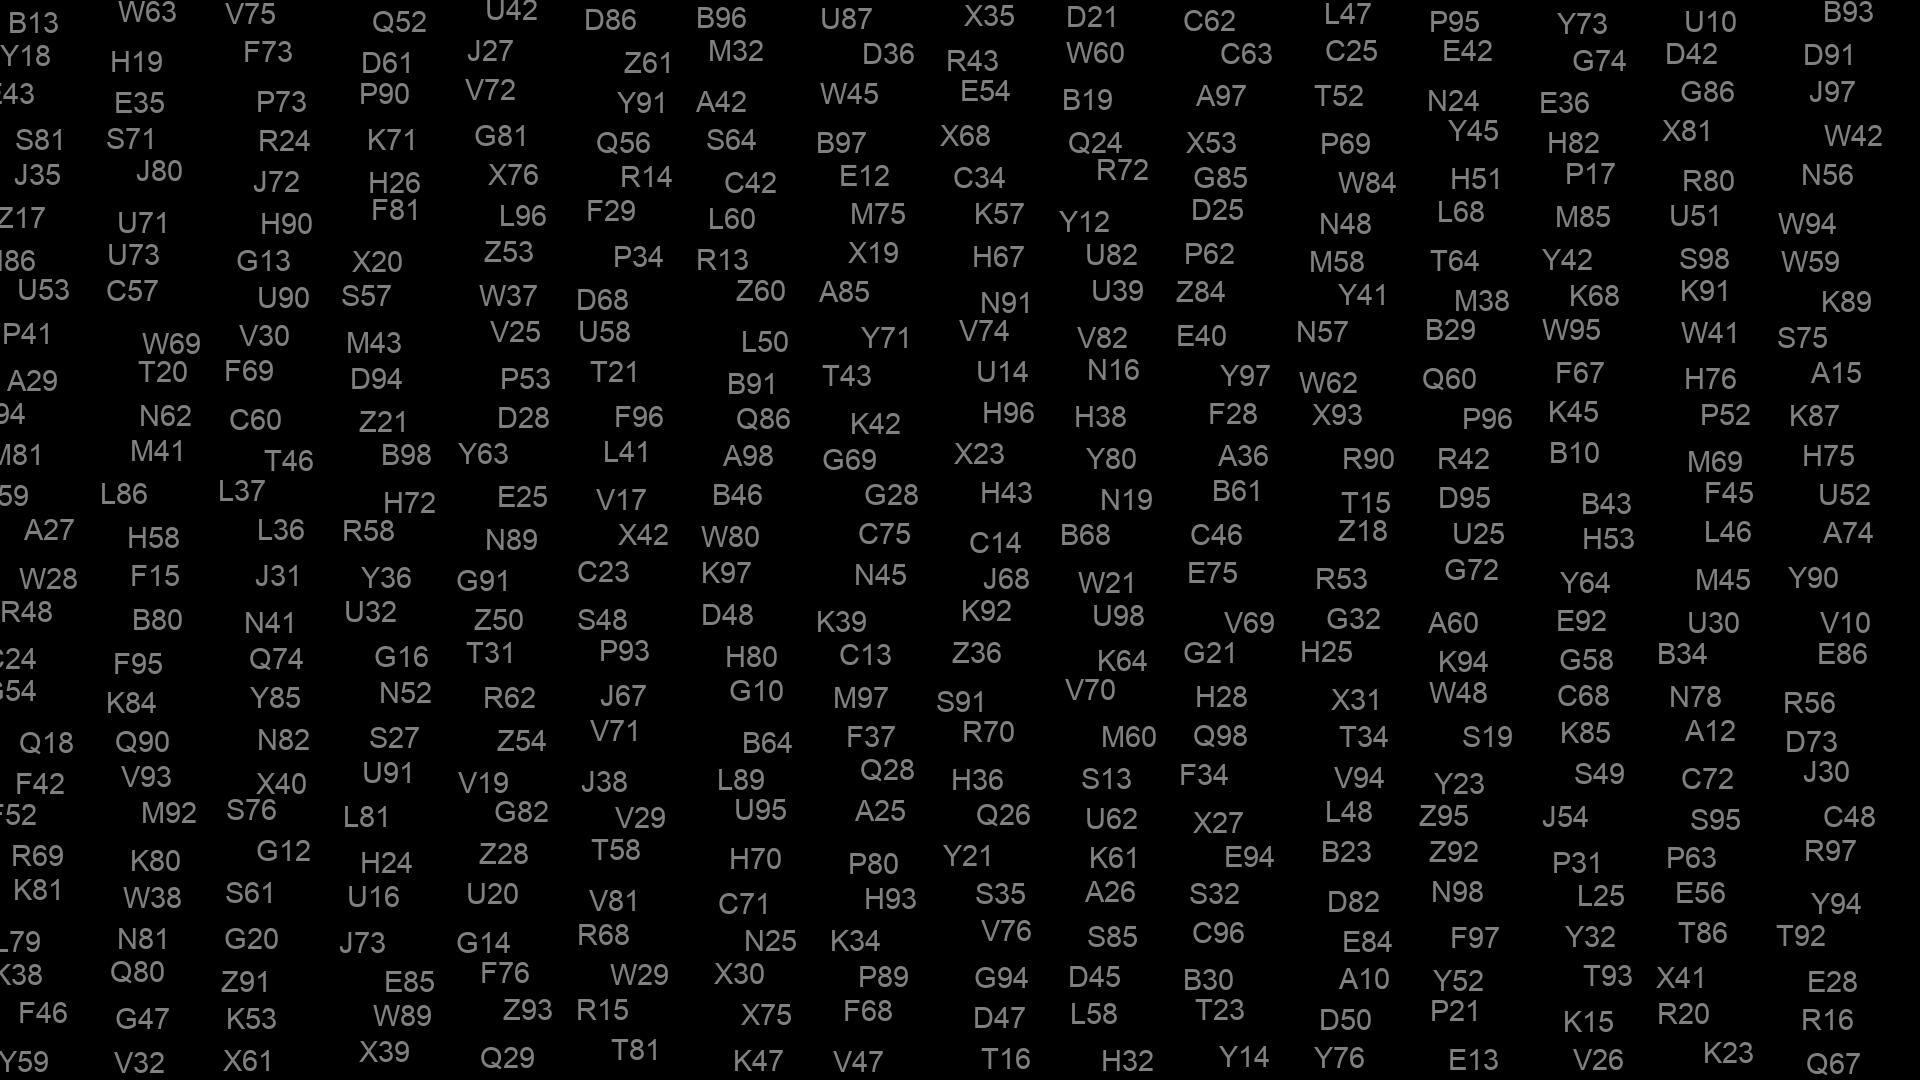 B13 W63 V75 Q52 U42 D86 B96 U87 X35 D21 C62 L47 P95 Y73 U10 B93
Y18 H19 F73 D61 J27 Z61 M32 D36 R43 W60 C63 C25 E42 G74 D42 D91
E35 P73 P90 V72 Y91 A42 W45 E54 B19 A97 T52 N24 E36 G86 J97
S81 S71 R24 K71 G81 Q56 S64 B97 X68 Q24 X53 P69 Y45 H82 X81 W42
J35 J80 J72 H26 X76 R14 C42 E12 C34 R72 G85 W84 H51 P17 R80 N56
Z17 U71 H90 F81 L96 F29 L60 M75 K57 Y12 D25 N48 L68 M85 U51 W94
U73 G13 X20 Z53 P34 R13 X19 H67 U82 P62 M58 T64 Y42 S98 W59
U53 C57 U90 S57 W37 D68 Z60 A85 N91 U39 Z84 Y41 M38 K68 K91 K89
P41 W69 V30 M43 V25 U58 L50 Y71 V74 V82 E40 N57 B29 W95 W41 S75
A29 T20 F69 D94 P53 T21 B91 T43 U14 N16 Y97 W62 Q60 F67 H76 A15
N62 C60 Z21 D28 F96 Q86 K42 H96 H38 F28 X93 P96 K45 P52 K87
M81 M41 T46 B98 Y63 L41 A98 G69 X23 Y80 A36 R90 R42 B10 M69 H75
L86 L37 H72 E25 V17 B46 G28 H43 N19 B61 T15 D95 B43 F45 U52
A27 H58 L36 R58 N89 X42 W80 C75 C14 B68 C46 Z18 U25 H53 L46 A74
W28 F15 J31 Y36 G91 C23 K97 N45 J68 W21 E75 R53 G72 Y64 M45 Y90
R48 B80 N41 U32 Z50 S48 D48 K39 K92 U98 V69 G32 A60 E92 U30 V10
F95 Q74 G16 T31 P93 H80 C13 Z36 K64 G21 H25 K94 G58 B34 E86
K84 Y85 N52 R62 J67 G10 M97 S91 V70 H28 X31 W48 C68 N78 R56
Q18 Q90 N82 S27 Z54 V71 B64 F37 R70 M60 Q98 T34 S19 K85 A12 D73
F42 V93 X40 U91 V19 J38 L89 Q28 H36 S13 F34 V94 Y23 S49 C72 J30
F52 M92 S76 L81 G82 V29 U95 A25 Q26 U62 X27 L48 Z95 J54 S95 C48
R69 K80 G12 H24 Z28 T58 H70 P80 Y21 K61 E94 B23 Z92 P31 P63 R97
K81 W38 S61 U16 U20 V81 C71 H93 S35 A26 S32 D82 N98 L25 E56 Y94
L79 N81 G20 J73 G14 R68 N25 K34 V76 S85 C96 E84 F97 Y32 T86 T92
K38 Q80 Z91 E85 F76 W29 X30 P89 G94 D45 B30 A10 Y52 T93 X41 E28
F46 G47 K53 W89 Z93 R15 X75 F68 D47 L58 T23 D50 P21 K15 R20 R16
Y59 V32 X61 X39 Q29 T81 K47 V47 T16 H32 Y14 Y76 E13 V26 K23 Q67